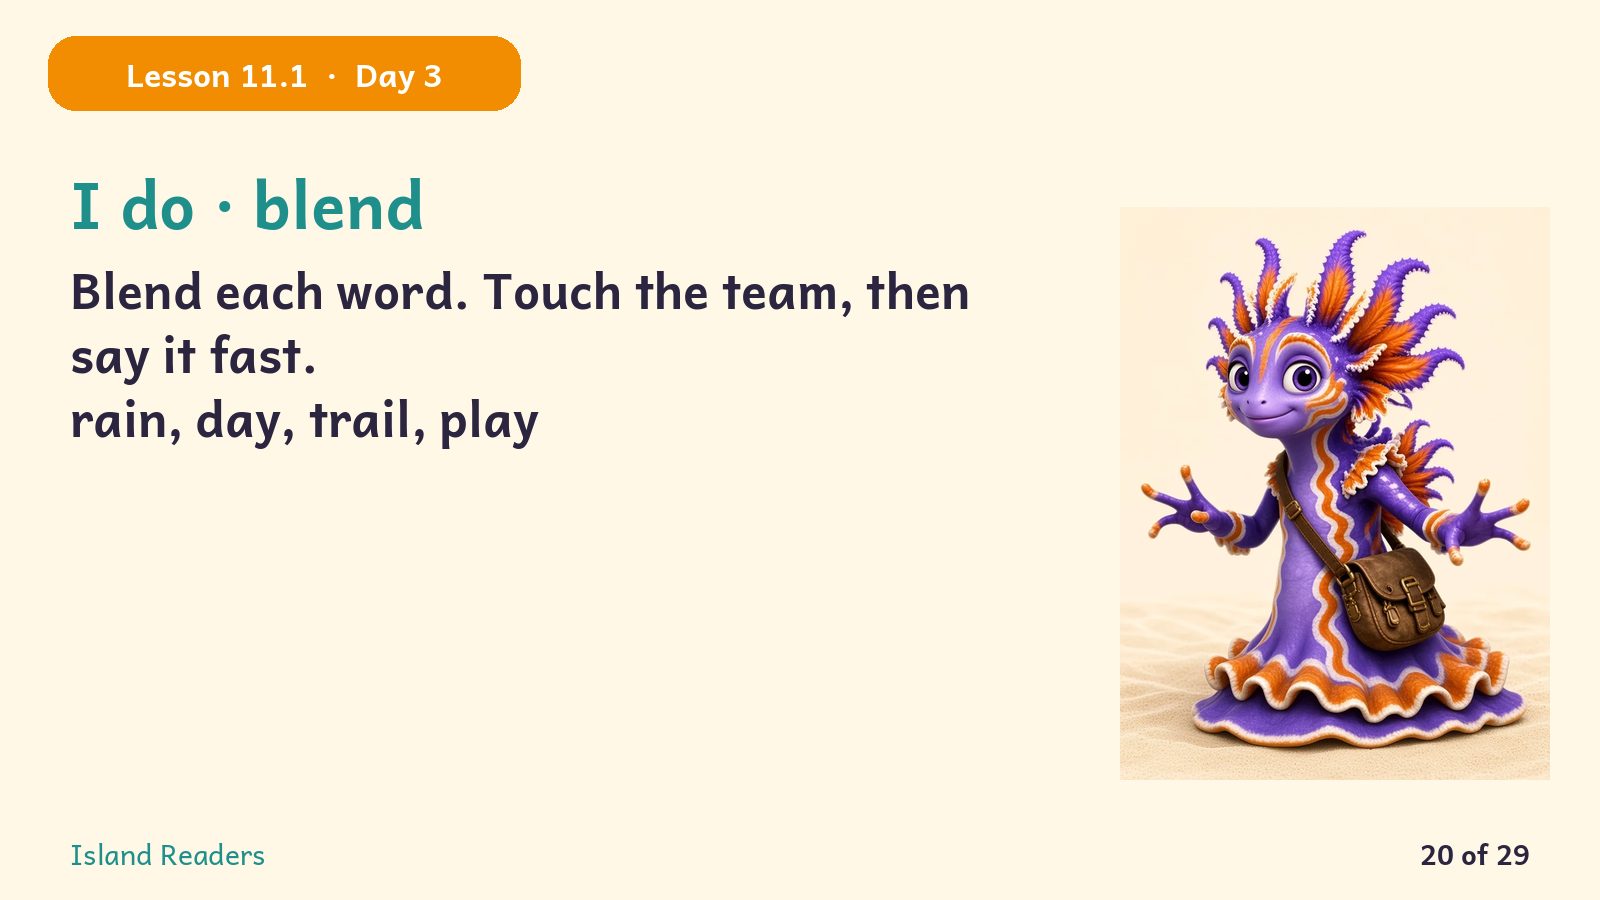 Lesson 11.1 · Day 3
I do · blend
Blend each word. Touch the team, then
say it fast.
rain, day, trail, play
Island Readers
20 of 29